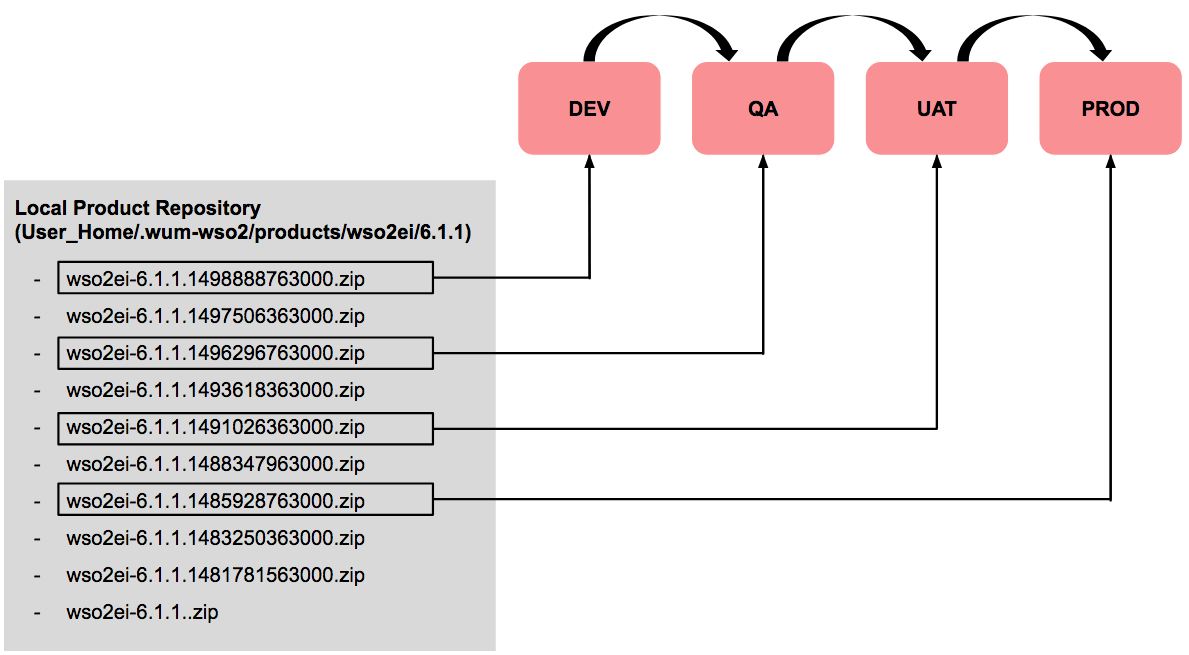 DEV QA UAT PROD
Local Product Repository
(User_Home/.wum-wso2/products/wso2ei/6.1.1)
- wso2ei-6.1.1.1498888763000.zip
- wso2ei-6.1.1.1497506363000.zip
- wso2ei-6.1.1.1496296763000.zip
- wso2ei-6.1.1.1493618363000.zip
- wso2ei-6.1.1.1491026363000.zip
- wso2ei-6.1.1.1488347963000.zip
- wso2ei-6.1.1.1485928763000.zip
- wso2ei-6.1.1.1483250363000.zip
- wso2ei-6.1.1.1481781563000.zip
- wso2ei-6.1.1..zip